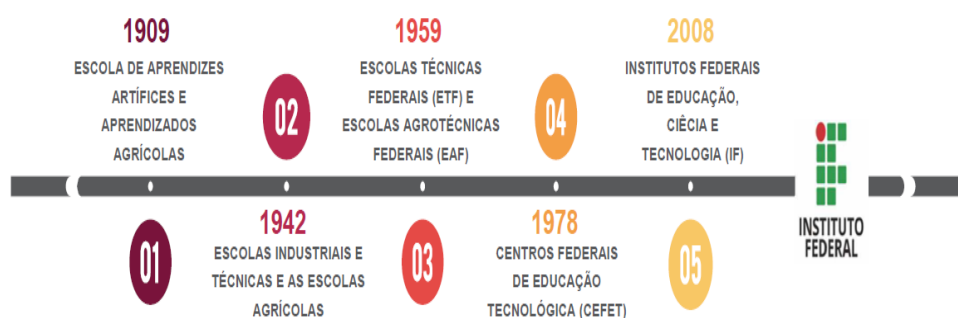 1909
ESCOLA DE APRENDIZES
ARTÍFICES E
APRENDIZADOS
AGRÍCOLAS
01
02
1942
ESCOLAS INDUSTRIAIS E
TÉCNICAS E AS ESCOLAS
AGRÍCOLAS
1959
ESCOLAS TÉCNICAS
FEDERAIS (ETF) E
ESCOLAS AGROTÉCNICAS
FEDERAIS (EAF)
03
04
1978
CENTROS FEDERAIS
DE EDUCAÇÃO
TECNOLÓGICA (CEFET)
2008
INSTITUTOS FEDERAIS
DE EDUCAÇÃO,
CIÊCIA E
TECNOLOGIA (IF)
05
INSTITUTO
FEDERAL